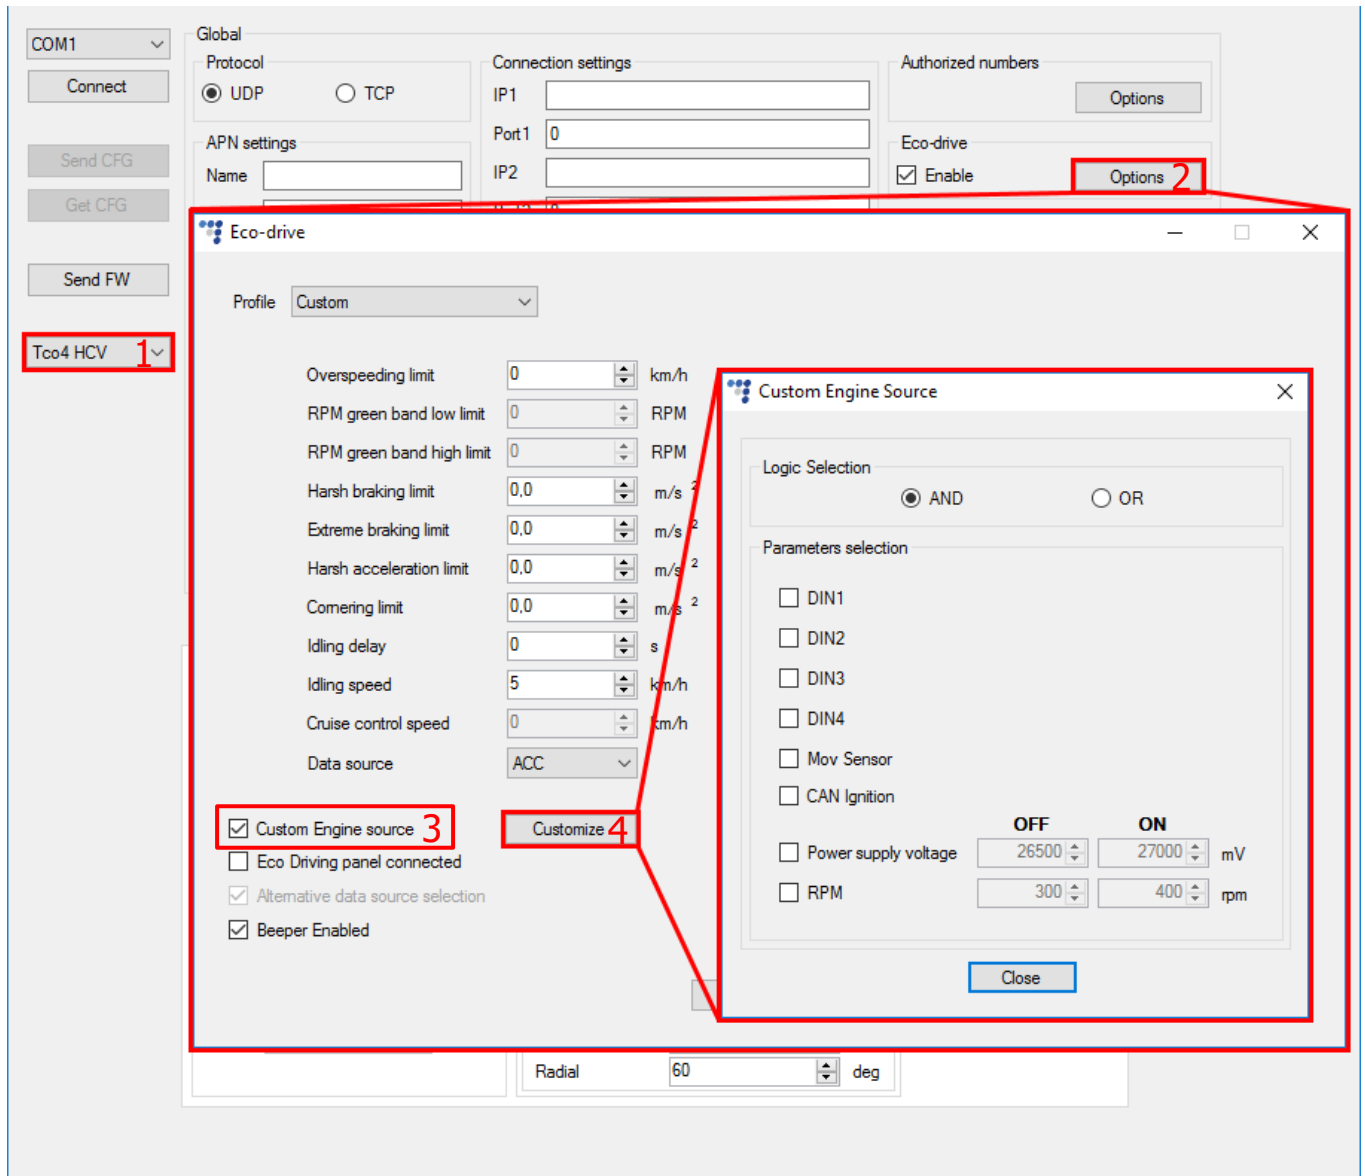 COM1
Connect
Send CFG
Get CFG
Send FW
Tco4 HCV 1
Global
Protocol
UDP TCP
APN settings
Name
Connection settings
IP1
Port1 0
IP2
Authorized numbers
Options
Eco-drive
Enable Options 2
Eco-drive
Profile Custom
Overspeeding limit 0 km/h
RPM green band low limit 0 RPM
RPM green band high limit 0 RPM
Harsh braking limit 0,0 m/s 2
Extreme braking limit 0,0 m/s 2
Harsh acceleration limit 0,0 m/s 2
Cornering limit 0,0 m/s 2
Idling delay 0 s
Idling speed 5 km/h
Cruise control speed 0 km/h
Data source ACC
Custom Engine source 3 Customize 4
Eco Driving panel connected
Alternative data source selection
Beeper Enabled
Custom Engine Source
Logic Selection
AND OR
Parameters selection
DIN1
DIN2
DIN3
DIN4
Mov Sensor
CAN Ignition
OFF ON
Power supply voltage 26500 27000 mV
RPM 300 400 rpm
Close
Radial 60 deg